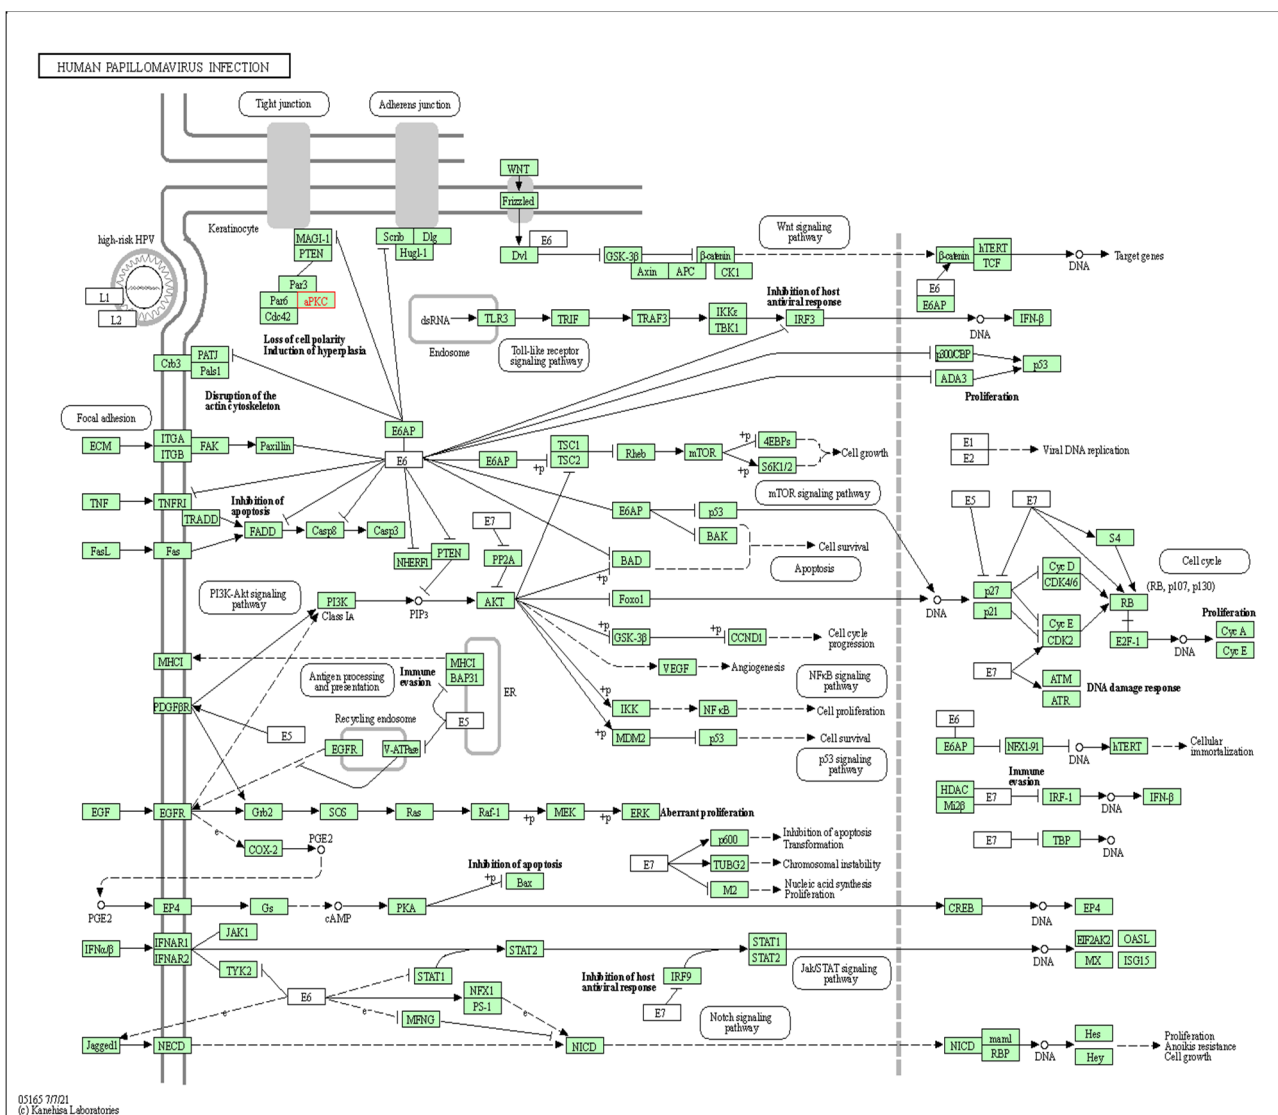 HUMAN PAPILLOMAVIRUS INFECTION
Tight junction
Adherens junction
WNT
Frizzled
Keratinocyte
high-risk HPV
L1
L2
MAGI-1
PTEN
Par3
Par6
aPKC
Cdc42
Scrib
Dlg
Hugl-1
Dvl
E6
GSK-3β
Axin
APC
β-catenin
CK1
Wnt signaling
pathway
β-catenin
hTERT
TCF
DNA
Target genes
E6
E6AP
Loss of cell polarity
Induction of hyperplasia
dsRNA
Endosome
TLR3
TRIF
TRAF3
IKKε
TBK1
Inhibition of host
antiviral response
IRF3
DNA
IFN-β
Toll-like receptor
signaling pathway
Crb3
PATJ
Pals1
p300/CBP
ADA3
p53
Proliferation
Disruption of the
actin cytoskeleton
Focal adhesion
ECM
ITGA
ITGB
FAK
Paxillin
E6AP
E6
E6AP
+p
TSC1
TSC2
Rheb
mTOR
+p
+p
4EBPs
S6K1/2
Cell growth
mTOR signaling pathway
E1
E2
Viral DNA replication
TNF
TNFRI
TRADD
Inhibition of
apoptosis
FADD
Casp8
Casp3
FasL
Fas
NHERF1
PTEN
E7
PP2A
E6AP
p53
BAK
BAD
+p
Cell survival
Apoptosis
E5
E7
S4
Cell cycle
p27
p21
Cyc D
CDK4/6
Cyc E
CDK2
RB
(RB, p107, p130)
E2F-1
DNA
Proliferation
Cyc A
Cyc E
PI3K-Akt signaling
pathway
PI3K
Class IA
PIP3
AKT
Foxo1
DNA
+p
GSK-3β
+p
CCND1
Cell cycle
progression
VEGF
Angiogenesis
NFκB signaling
pathway
E7
ATM
ATR
DNA damage response
MHCI
Antigen processing
and presentation
Immune
evasion
MHCI
BAP31
ER
E5
PDGFβR
E5
Recycling endosome
EGFR
V-ATPase
+p
IKK
NFκB
Cell proliferation
+p
MDM2
p53
Cell survival
p53 signaling
pathway
E6
E6AP
NFX1-91
DNA
hTERT
Cellular
immortalization
Immune
evasion
HDAC
Mi2β
E7
IRF-1
DNA
IFN-β
E7
TBP
DNA
EGF
EGFR
Grb2
SOS
Ras
Raf-1
+p
MEK
+p
ERK
Aberrant proliferation
e
COX-2
PGE2
E7
p600
TUBG2
M2
Inhibition of apoptosis
Transformation
Chromosomal instability
Nucleic acid synthesis
Proliferation
Inhibition of apoptosis
+p
Bax
PGE2
EP4
Gs
cAMP
PKA
CREB
DNA
EP4
IFNα/β
IFNAR1
IFNAR2
JAK1
TYK2
STAT1
STAT2
Inhibition of host
antiviral response
IRF9
E7
STAT1
STAT2
Jak/STAT signaling
pathway
DNA
EIF2AK2
OASL
MX
ISG15
E6
e
e
NFX1
PS-1
e
MFNG
Notch signaling
pathway
Jagged1
NECD
NICD
NICD
maml
RBP
DNA
Hes
Hey
Proliferation
Anoikis resistance
Cell growth
05165 7/7/21
(c) Kanehisa Laboratories